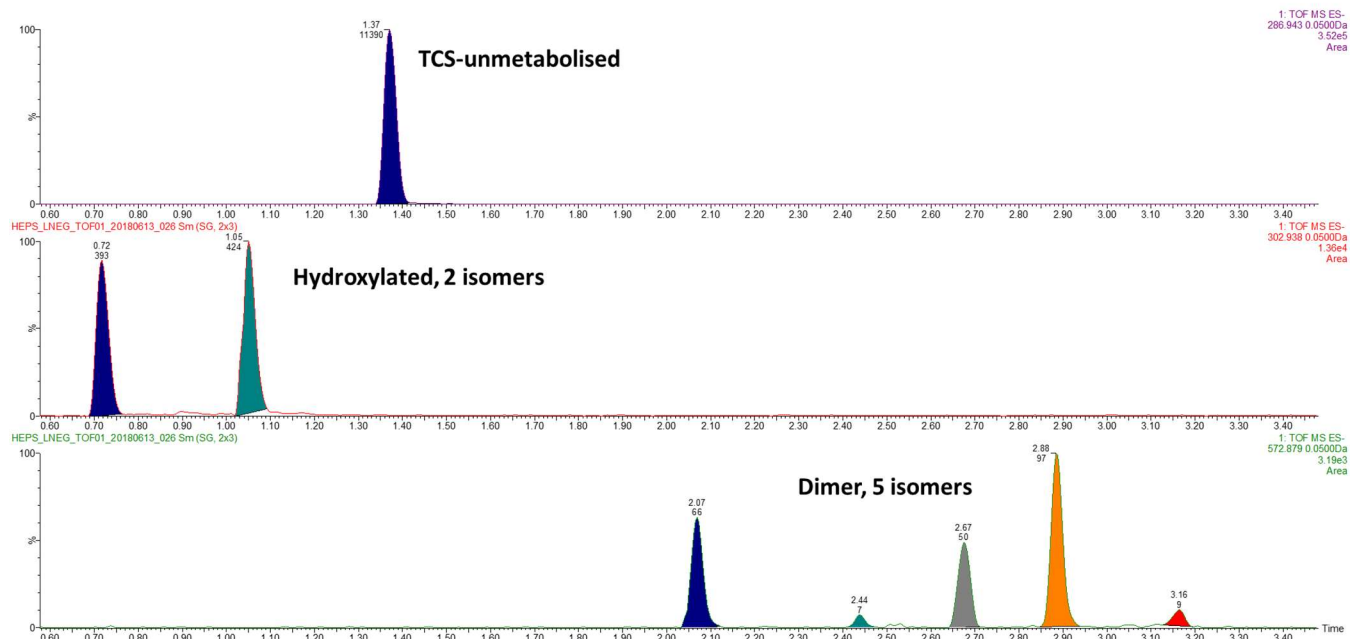 1: TOF MS ES-
286.943 0.0500Da
3.52e5
Area
1.37
11390
100
TCS-unmetabolised
%
0
0.60 0.70 0.80 0.90 1.00 1.10 1.20 1.30 1.40 1.50 1.60 1.70 1.80 1.90 2.00 2.10 2.20 2.30 2.40 2.50 2.60 2.70 2.80 2.90 3.00 3.10 3.20 3.30 3.40
HEPS_LNEG_TOF01_20180613_026 Sm (SG, 2x3)
1: TOF MS ES-
302.938 0.0500Da
1.36e4
Area
0.72
393
1.05
424
100
Hydroxylated, 2 isomers
%
0
0.60 0.70 0.80 0.90 1.00 1.10 1.20 1.30 1.40 1.50 1.60 1.70 1.80 1.90 2.00 2.10 2.20 2.30 2.40 2.50 2.60 2.70 2.80 2.90 3.00 3.10 3.20 3.30 3.40
HEPS_LNEG_TOF01_20180613_026 Sm (SG, 2x3)
1: TOF MS ES-
572.879 0.0500Da
3.19e3
Area
100
2.88
97
Dimer, 5 isomers
2.07
66
%
2.67
50
2.44
7
3.16
9
0
Time
0.60 0.70 0.80 0.90 1.00 1.10 1.20 1.30 1.40 1.50 1.60 1.70 1.80 1.90 2.00 2.10 2.20 2.30 2.40 2.50 2.60 2.70 2.80 2.90 3.00 3.10 3.20 3.30 3.40